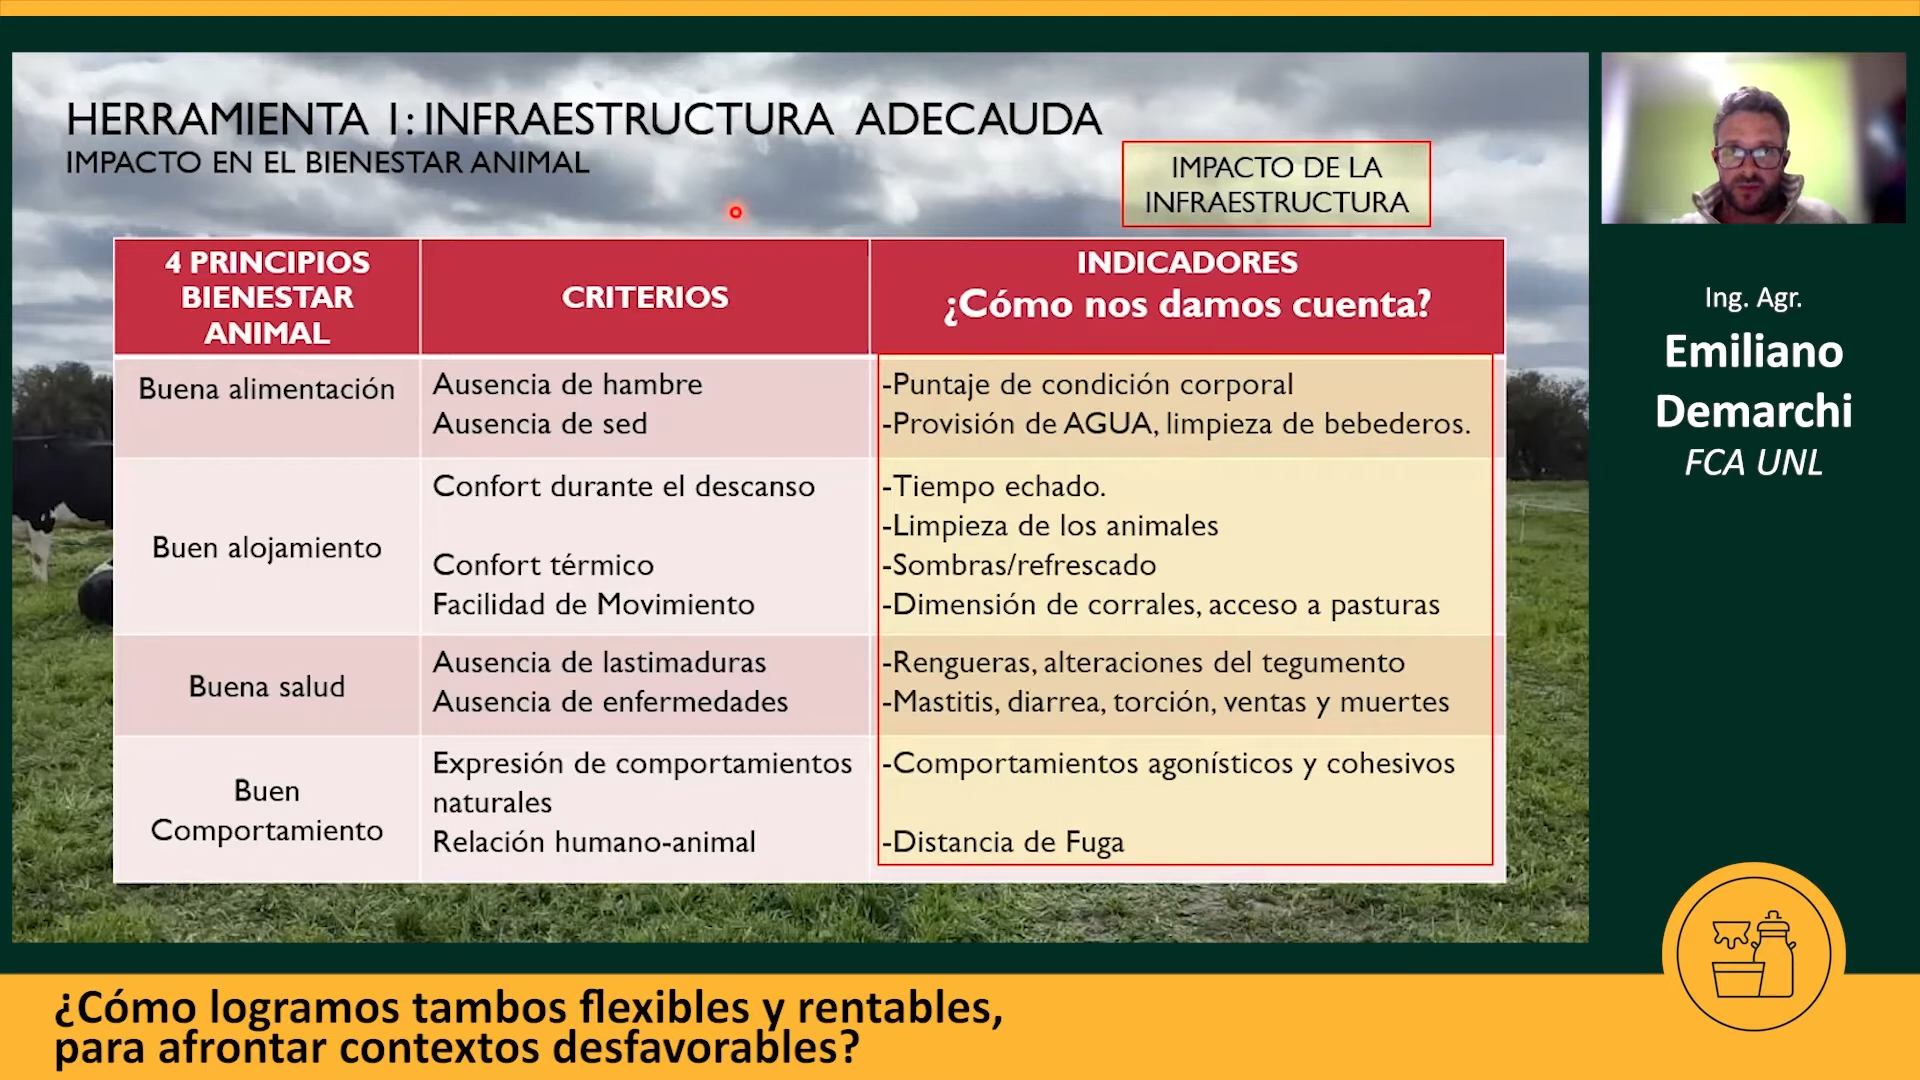 HERRAMIENTA 1: INFRAESTRUCTURA ADECAUDA
IMPACTO EN EL BIENESTAR ANIMAL
IMPACTO DE LA
INFRAESTRUCTURA
4 PRINCIPIOS
BIENESTAR
ANIMAL
CRITERIOS
INDICADORES
¿Cómo nos damos cuenta?
Buena alimentación
Ausencia de hambre
Ausencia de sed
-Puntaje de condición corporal
-Provisión de AGUA, limpieza de bebederos.
Buen alojamiento
Confort durante el descanso
Confort térmico
Facilidad de Movimiento
-Tiempo echado.
-Limpieza de los animales
-Sombras/refrescado
-Dimensión de corrales, acceso a pasturas
Buena salud
Ausencia de lastimaduras
Ausencia de enfermedades
-Rengueras, alteraciones del tegumento
-Mastitis, diarrea, torción, ventas y muertes
Buen
Comportamiento
Expresión de comportamientos
naturales
Relación humano-animal
-Comportamientos agonísticos y cohesivos
-Distancia de Fuga
Ing. Agr.
Emiliano
Demarchi
FCA UNL
¿Cómo logramos tambos flexibles y rentables,
para afrontar contextos desfavorables?